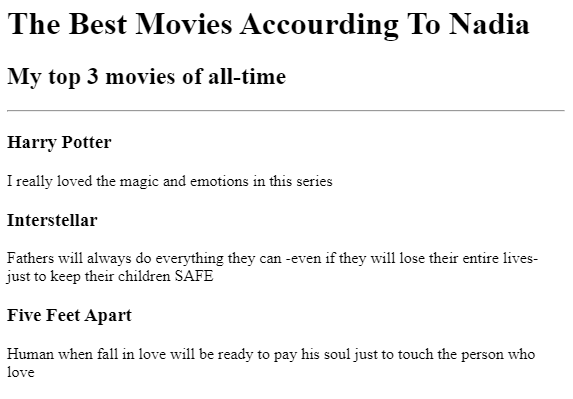 The Best Movies Accourding To Nadia
My top 3 movies of all-time
Harry Potter
I really loved the magic and emotions in this series
Interstellar
Fathers will always do everything they can -even if they will lose their entire lives-
just to keep their children SAFE
Five Feet Apart
Human when fall in love will be ready to pay his soul just to touch the person who
love